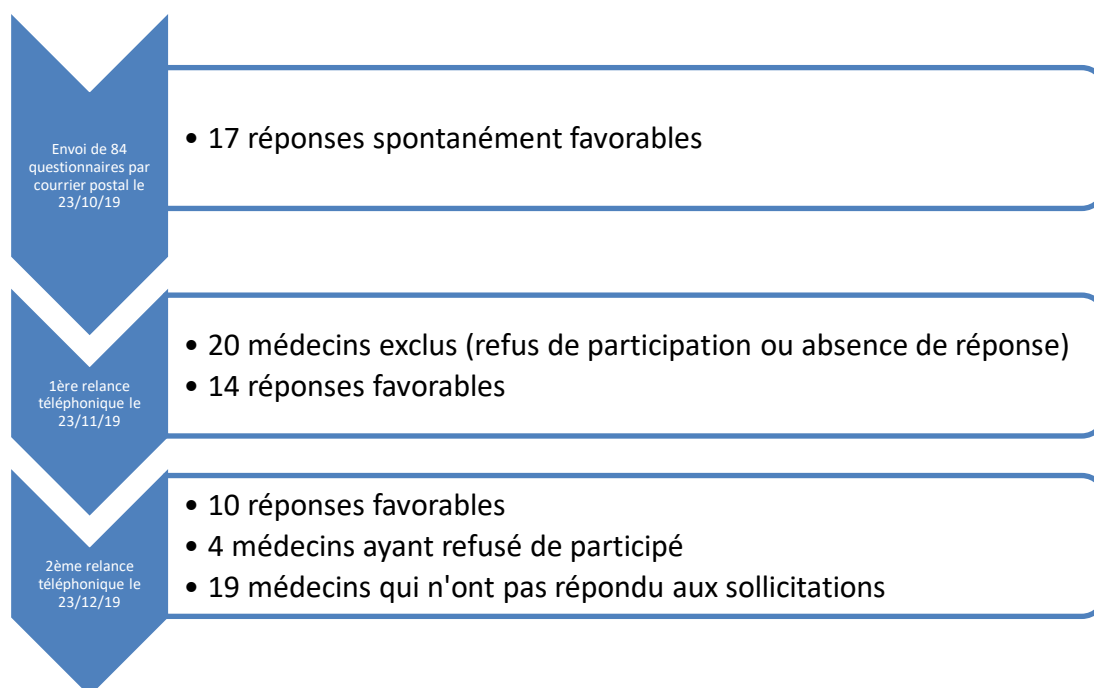 Envoi de 84
questionnaires par
courrier postal le
23/10/19
• 17 réponses spontanément favorables
1ère relance
téléphonique le
23/11/19
• 20 médecins exclus (refus de participation ou absence de réponse)
• 14 réponses favorables
2ème relance
téléphonique le
23/12/19
• 10 réponses favorables
• 4 médecins ayant refusé de participé
• 19 médecins qui n'ont pas répondu aux sollicitations